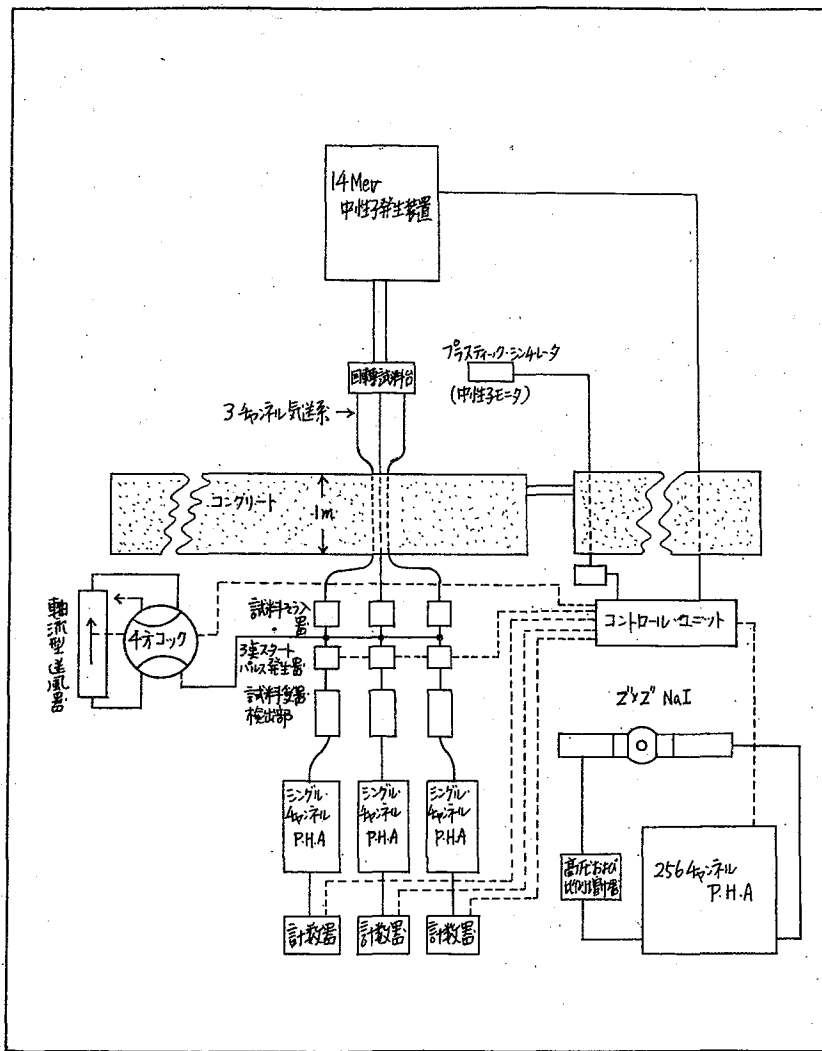 14Mev
中性子発生装置
プラスティック・シンチレータ
(中性子モニタ)
回転試料台
3チャンネル気送系→
コンクリート
1m
試料そう入
置
軸流型送風器
4方コック
3連スタート
パルス発生器
コントロール・ユニット
試料受器・
検出部
2"x2" NaI
シングル・
チャンネル
P.H.A
シングル・
チャンネル
P.H.A
シングル・
チャンネル
P.H.A
高圧および
比例増巾器
256チャンネル
P.H.A
計数器
計数器
計数器